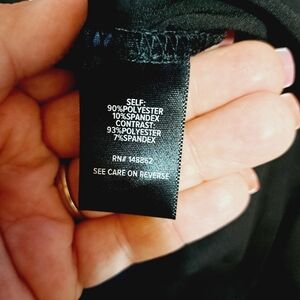 SELF:
90%POLYESTER
10%SPANDEX
CONTRAST:
93%POLYESTER
7%SPANDEX
RN# 148862
SEE CARE ON REVERSE